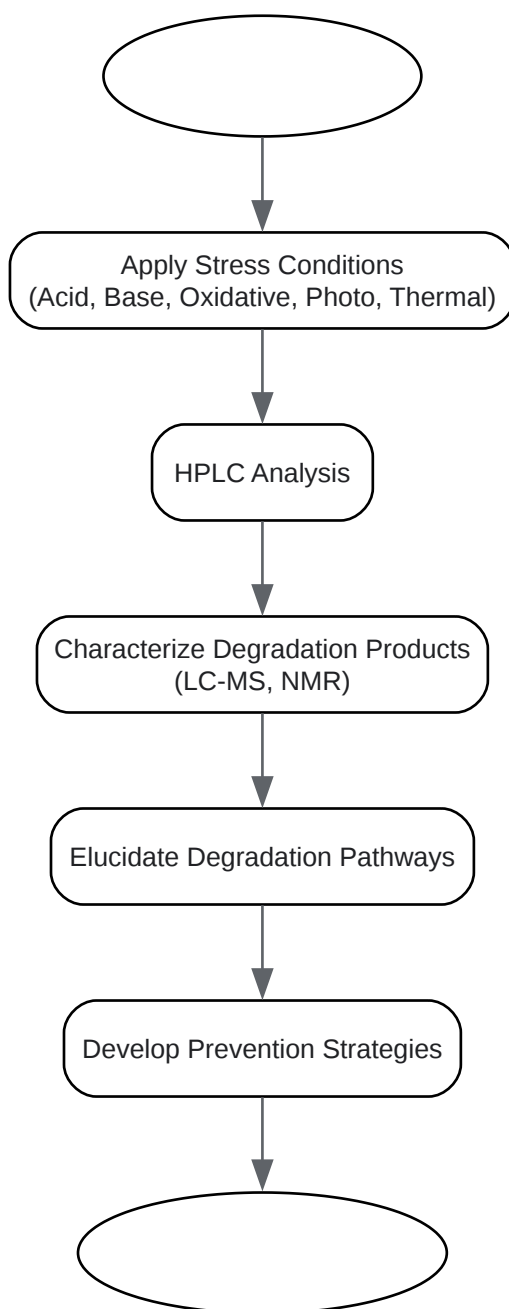 Apply Stress Conditions
(Acid, Base, Oxidative, Photo, Thermal)
HPLC Analysis
Characterize Degradation Products
(LC-MS, NMR)
Elucidate Degradation Pathways
Develop Prevention Strategies